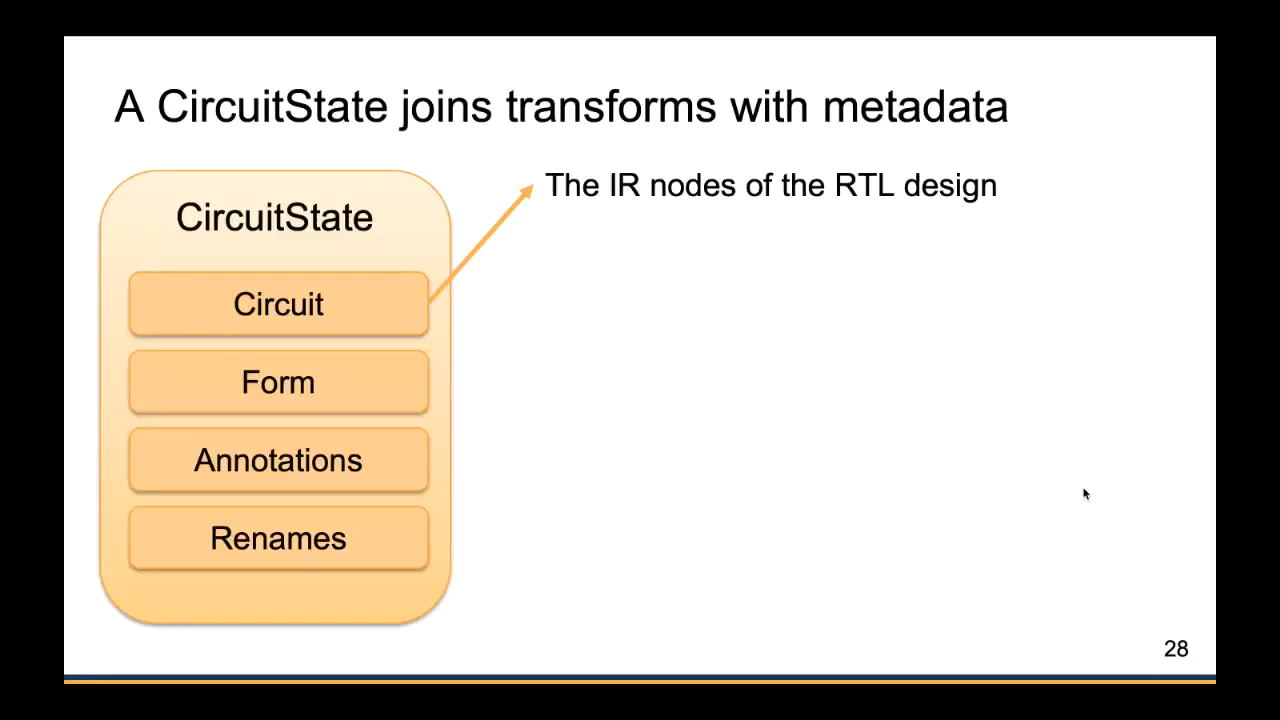 A CircuitState joins transforms with metadata
The IR nodes of the RTL design
CircuitState
Circuit
Form
Annotations
Renames
28